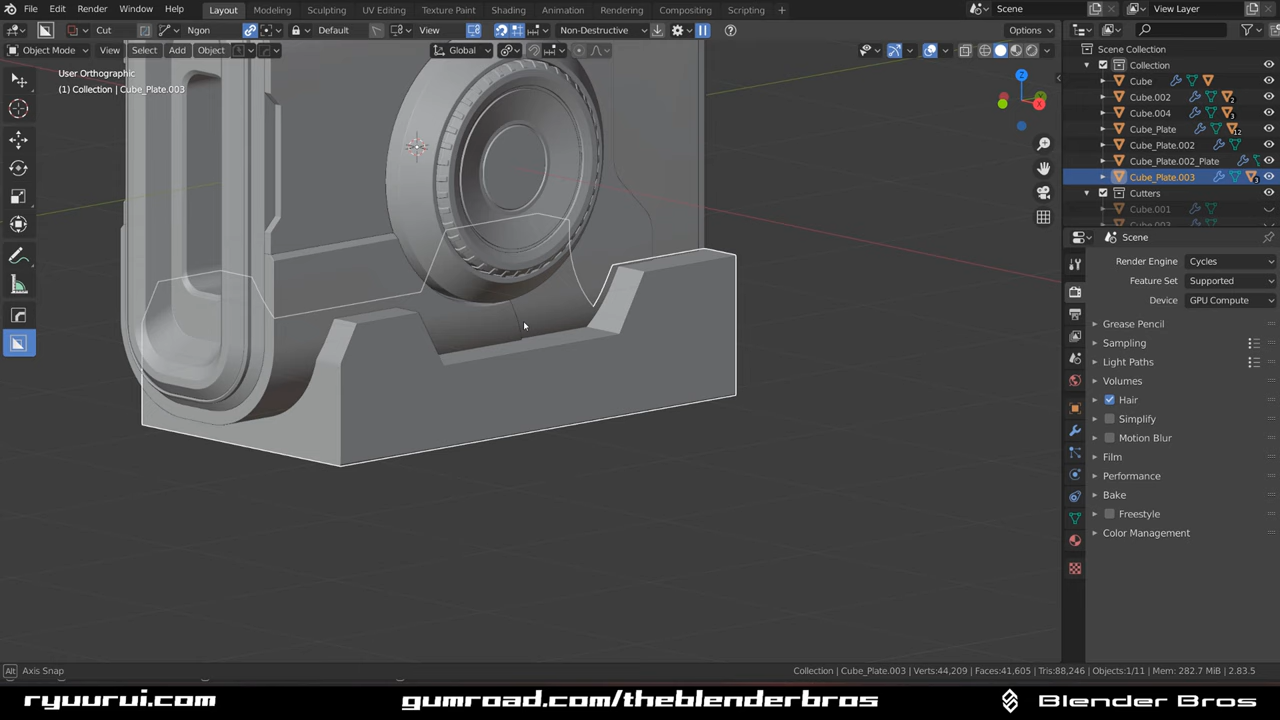 File Edit Render Window Help Layout Modeling Sculpting UV Editing Texture Paint Shading Animation Rendering Compositing Scripting Scene View Layer
Cut Ngon Default View Non-Destructive Options
Object Mode View Select Add Object Global
User Orthographic
(1) Collection | Cube_Plate.003
Z
X
Scene Collection
Collection
Cube
Cube.002 2
Cube.004 3
Cube_Plate 12
Cube_Plate.002
Cube_Plate.002_Plate
Cube_Plate.003 3
Cutters
Cube.001
Scene
Render Engine Cycles
Feature Set Supported
Device GPU Compute
Grease Pencil
Sampling
Light Paths
Volumes
Hair
Simplify
Motion Blur
Film
Performance
Bake
Freestyle
Color Management
Alt Axis Snap Collection | Cube_Plate.003 | Verts:44,209 | Faces:41,605 | Tris:88,246 | Objects:1/11 | Mem: 282.7 MiB | 2.83.5
ryuurui.com gumroad.com/theblenderbros Blender Bros